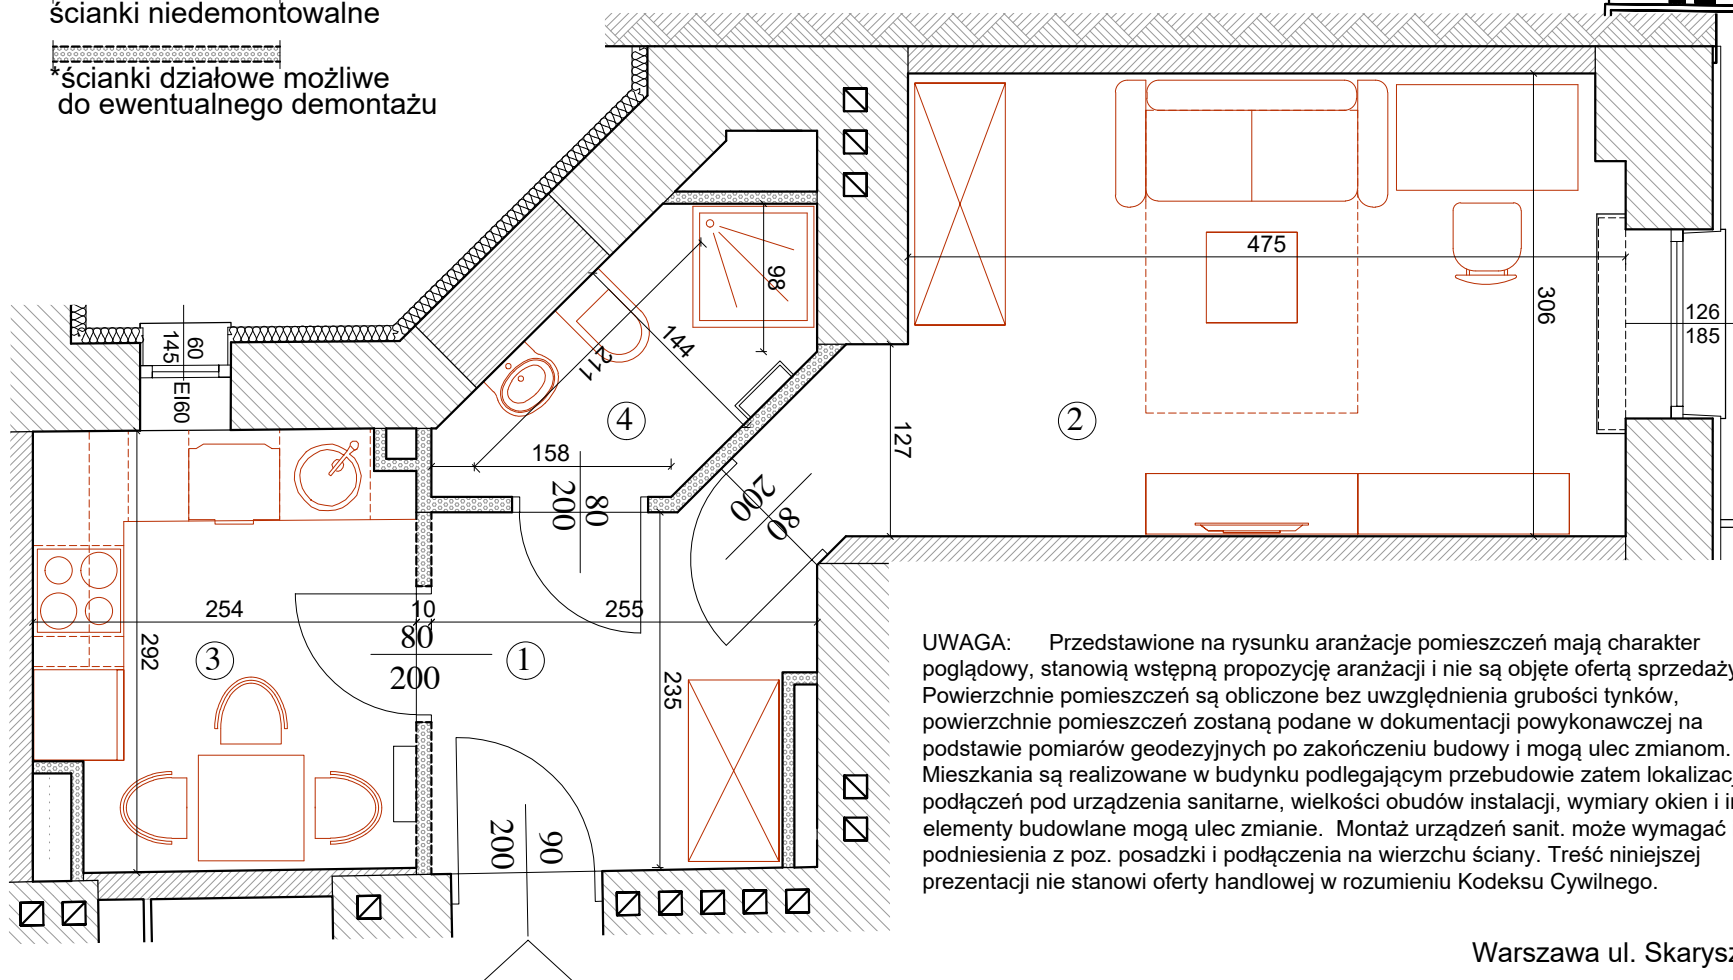 ścianki niedemontowalne
*ścianki działowe możliwe
do ewentualnego demontażu
475
306
126
185
98
144
211
4
2
127
158
80
200
80
200
60
145
EI60
254
10
255
80
200
3
1
292
235
90
200
UWAGA: Przedstawione na rysunku aranżacje pomieszczeń mają charakter
poglądowy, stanowią wstępną propozycję aranżacji i nie są objęte ofertą sprzedaży
Powierzchnie pomieszczeń są obliczone bez uwzględnienia grubości tynków,
powierzchnie pomieszczeń zostaną podane w dokumentacji powykonawczej na
podstawie pomiarów geodezyjnych po zakończeniu budowy i mogą ulec zmianom.
Mieszkania są realizowane w budynku podlegającym przebudowie zatem lokalizac
podłączeń pod urządzenia sanitarne, wielkości obudów instalacji, wymiary okien i
elementy budowlane mogą ulec zmianie. Montaż urządzeń sanit. może wymagać
podniesienia z poz. posadzki i podłączenia na wierzchu ściany. Treść niniejszej
prezentacji nie stanowi oferty handlowej w rozumieniu Kodeksu Cywilnego.
Warszawa ul. Skarysz